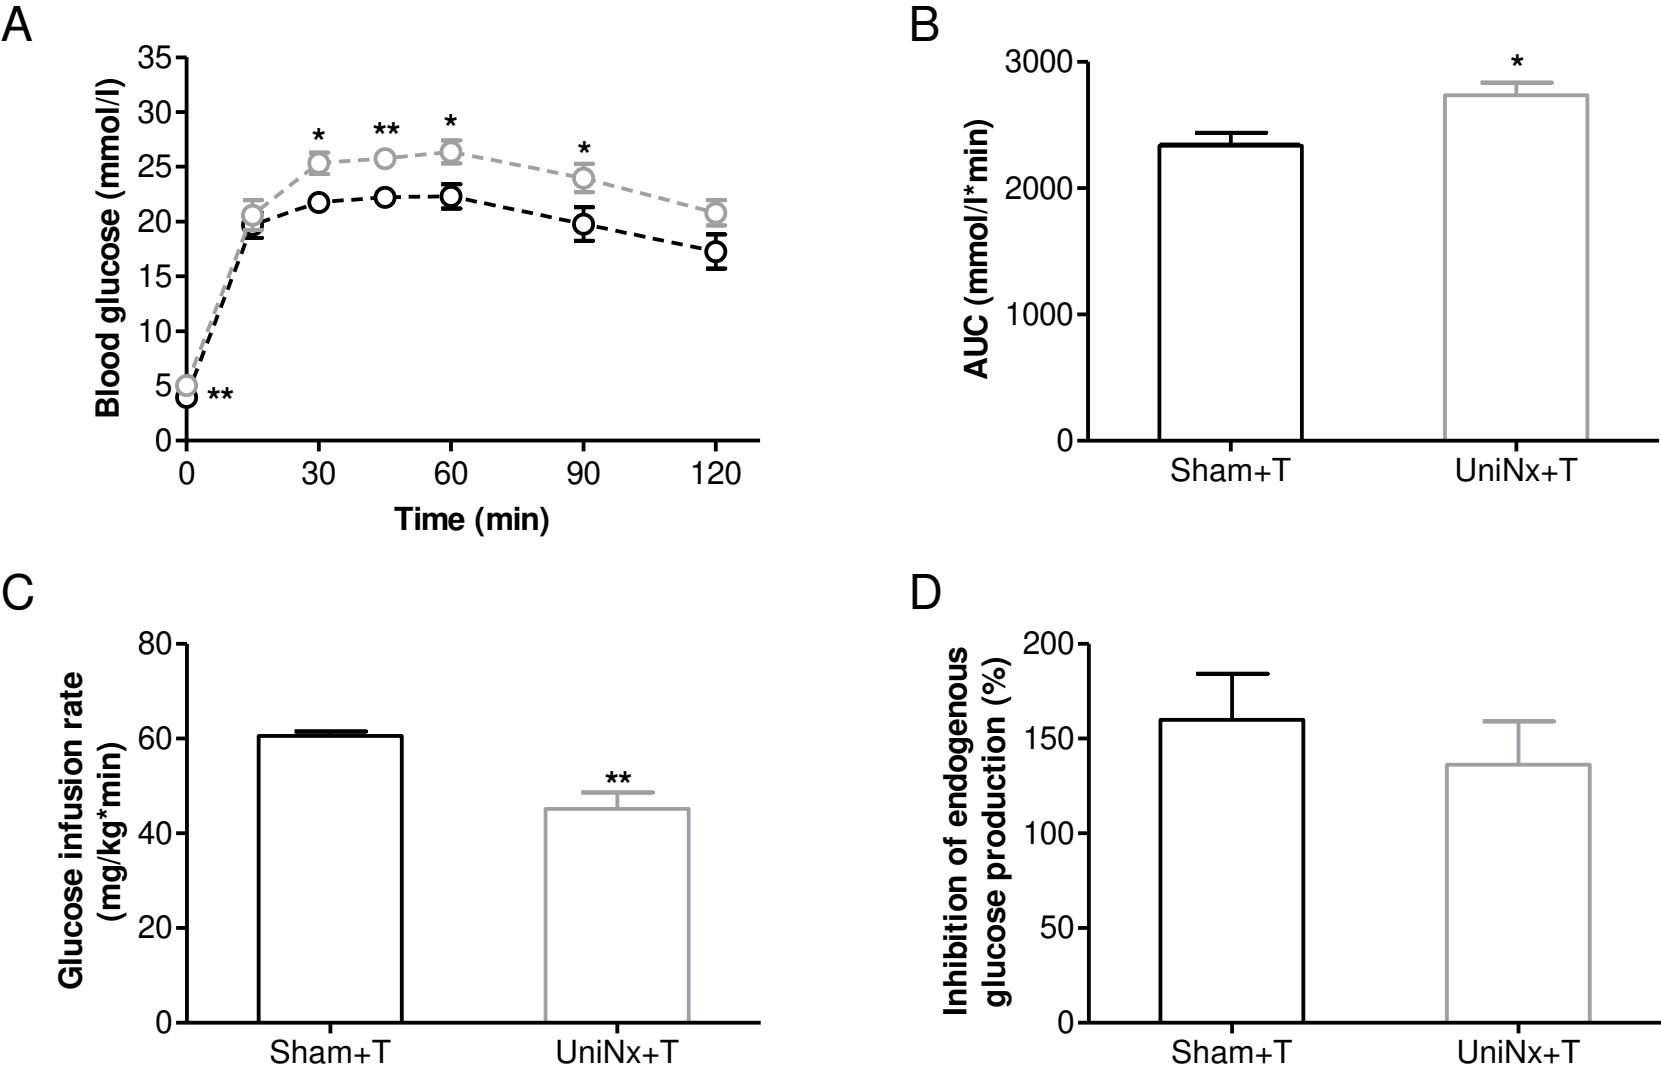 A
Blood glucose (mmol/l)
35
30
25
20
15
10
5
0
*
**
*
*
**
0 30 60 90 120
Time (min)
B
AUC (mmol/l*min)
3000
2000
1000
0
*
Sham+T UniNx+T
C
Glucose infusion rate
(mg/kg*min)
80
60
40
20
0
**
Sham+T UniNx+T
D
Inhibition of endogenous
glucose production (%)
200
150
100
50
0
Sham+T UniNx+T